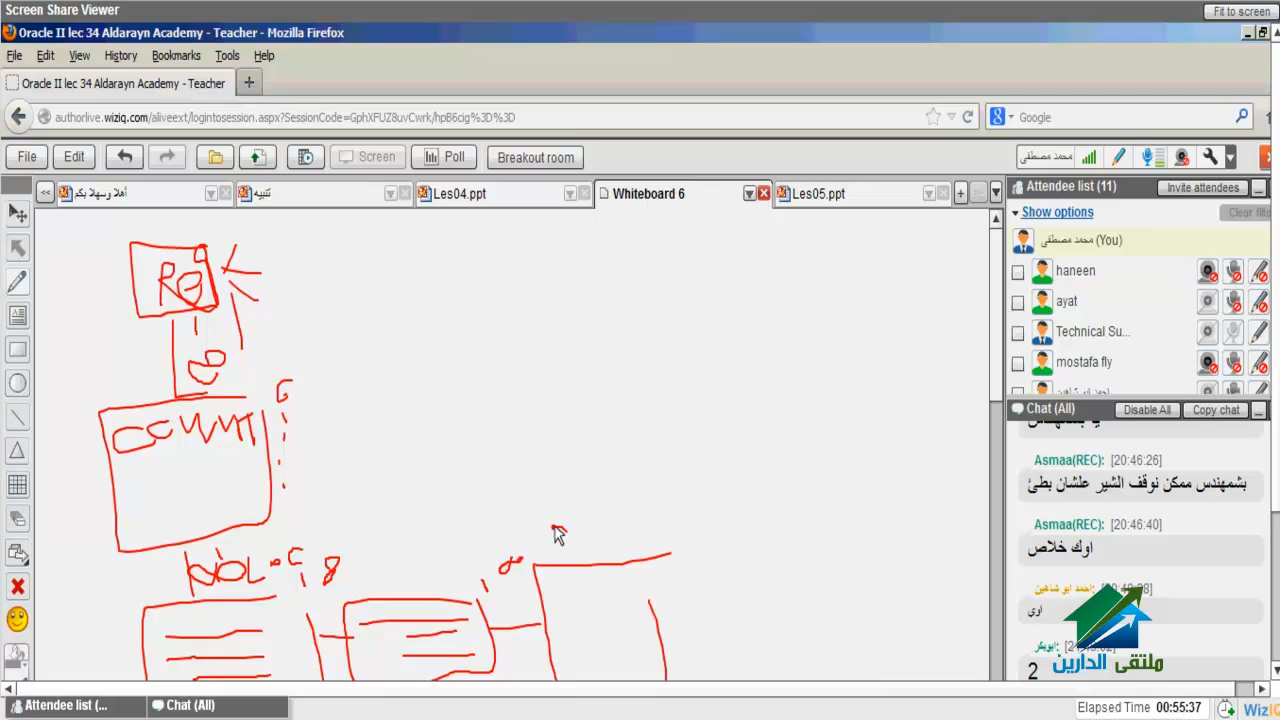 Screen Share Viewer
Fit to screen
Oracle II lec 34 Aldarayn Academy - Teacher - Mozilla Firefox
File Edit View History Bookmarks Tools Help
Oracle II lec 34 Aldarayn Academy - Teacher
authorlive.wiziq.com/aliveext/logintosession.aspx?SessionCode=GphXFUZ8uvCwrk/hpB6cig%3D%3D
Google
File Edit Screen Poll Breakout room
محمد مصطفى
أهلا وسهلا بكم
تنبيه
Les04.ppt
Whiteboard 6
Les05.ppt
Attendee list (11)
Invite attendees
Show options
Clear
محمد مصطفى (You)
haneen
ayat
Technical Su...
mostafa fly
Chat (All)
Disable All
Copy chat
Asmaa(REC): [20:46:26]
بشمهندس ممكن نوقف الشير علشان بطئ
Asmaa(REC): [20:46:40]
اوك خلاص
احمد ابو شاهين
اوى
ابوبكر
2
ملتقى الدارين
Attendee list (...
Chat (All)
Elapsed Time 00:55:37
WizIQ